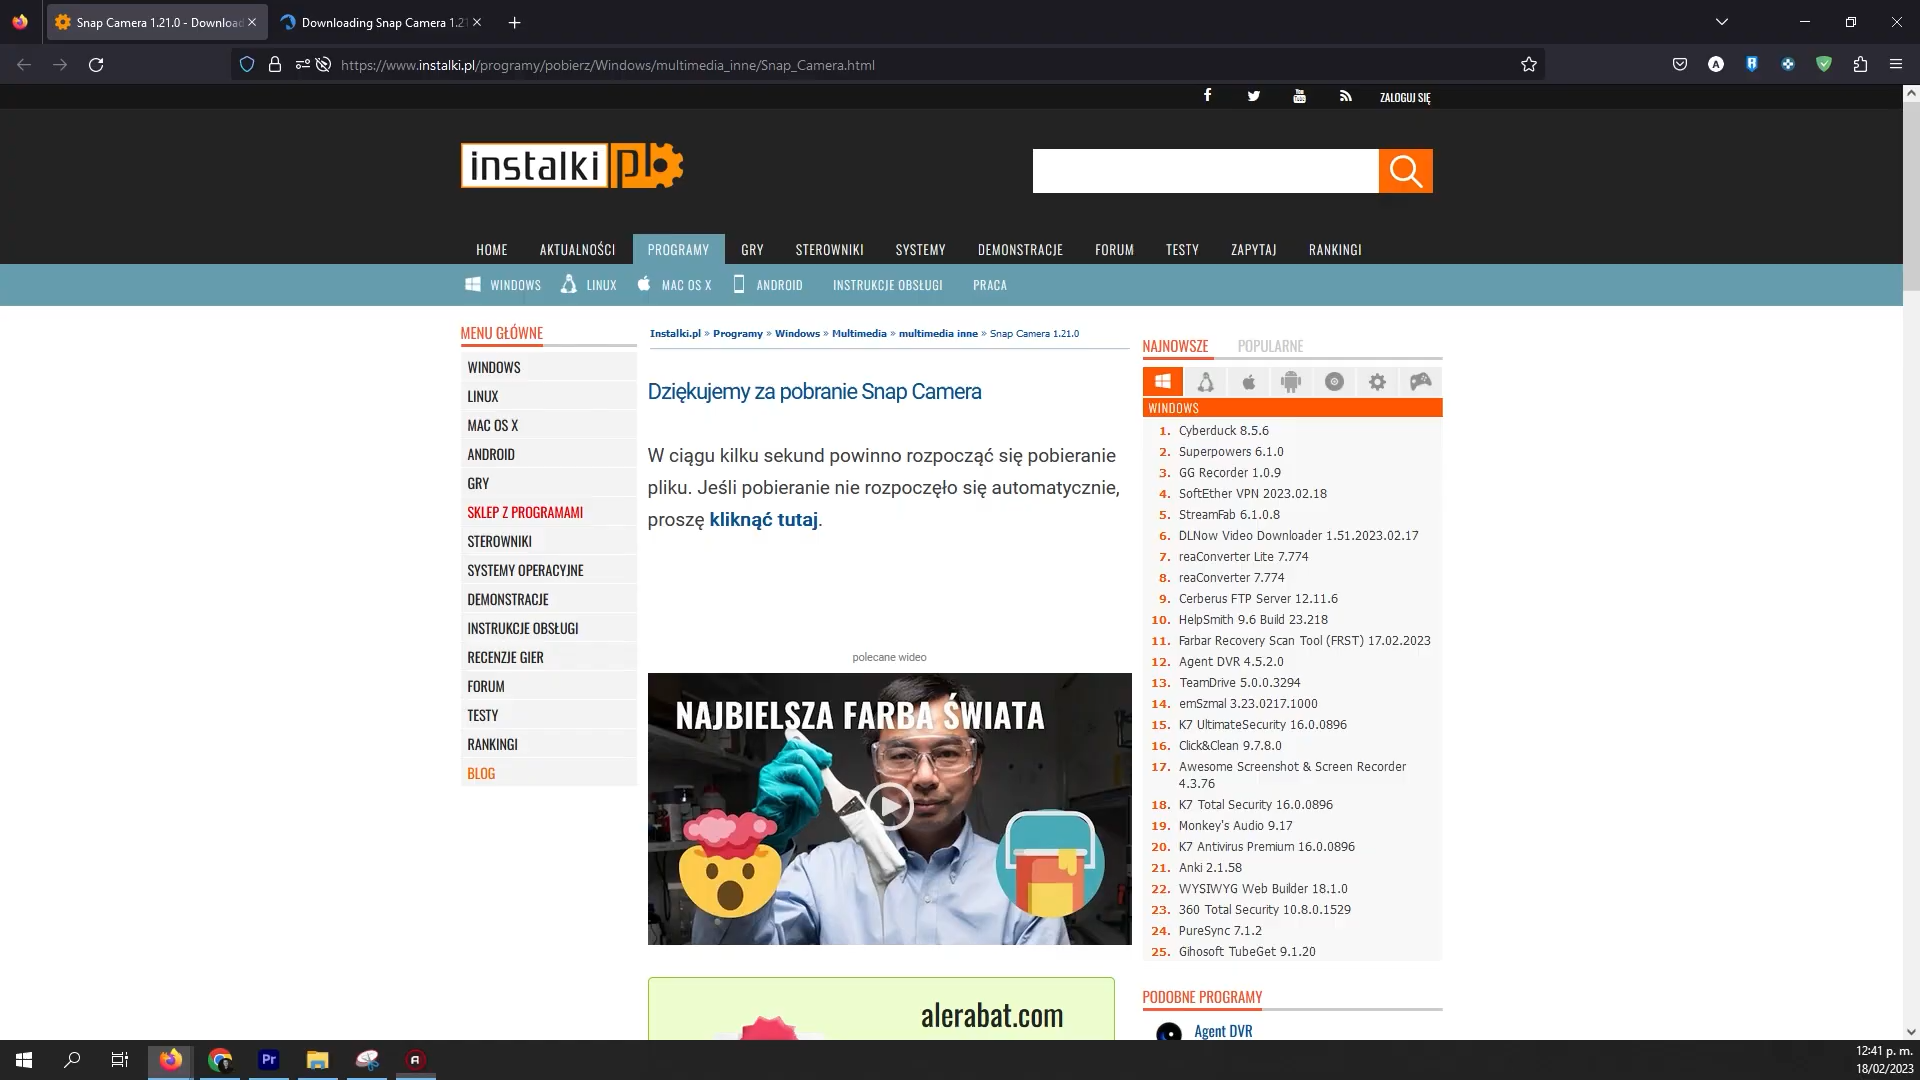 Snap Camera 1.21.0 - Download
Downloading Snap Camera 1.21
https://www.instalki.pl/programy/pobierz/Windows/multimedia_inne/Snap_Camera.html
ZALOGUJ SIĘ
instalki pl
HOME AKTUALNOŚCI PROGRAMY GRY STEROWNIKI SYSTEMY DEMONSTRACJE FORUM TESTY ZAPYTAJ RANKINGI
WINDOWS LINUX MAC OS X ANDROID INSTRUKCJE OBSŁUGI PRACA
MENU GŁÓWNE
WINDOWS
LINUX
MAC OS X
ANDROID
GRY
SKLEP Z PROGRAMAMI
STEROWNIKI
SYSTEMY OPERACYJNE
DEMONSTRACJE
INSTRUKCJE OBSŁUGI
RECENZJE GIER
FORUM
TESTY
RANKINGI
BLOG
Instalki.pl » Programy » Windows » Multimedia » multimedia inne » Snap Camera 1.21.0
Dziękujemy za pobranie Snap Camera
W ciągu kilku sekund powinno rozpocząć się pobieranie
pliku. Jeśli pobieranie nie rozpoczęło się automatycznie,
proszę kliknąć tutaj.
polecane wideo
NAJBIELSZA FARBA ŚWIATA
alerabat.com
NAJNOWSZE POPULARNE
WINDOWS
1. Cyberduck 8.5.6
2. Superpowers 6.1.0
3. GG Recorder 1.0.9
4. SoftEther VPN 2023.02.18
5. StreamFab 6.1.0.8
6. DLNow Video Downloader 1.51.2023.02.17
7. reaConverter Lite 7.774
8. reaConverter 7.774
9. Cerberus FTP Server 12.11.6
10. HelpSmith 9.6 Build 23.218
11. Farbar Recovery Scan Tool (FRST) 17.02.2023
12. Agent DVR 4.5.2.0
13. TeamDrive 5.0.0.3294
14. emSzmal 3.23.0217.1000
15. K7 UltimateSecurity 16.0.0896
16. Click&Clean 9.7.8.0
17. Awesome Screenshot & Screen Recorder
4.3.76
18. K7 Total Security 16.0.0896
19. Monkey's Audio 9.17
20. K7 Antivirus Premium 16.0.0896
21. Anki 2.1.58
22. WYSIWYG Web Builder 18.1.0
23. 360 Total Security 10.8.0.1529
24. PureSync 7.1.2
25. Gihosoft TubeGet 9.1.20
PODOBNE PROGRAMY
Agent DVR
Pr
12:41 p. m.
18/02/2023